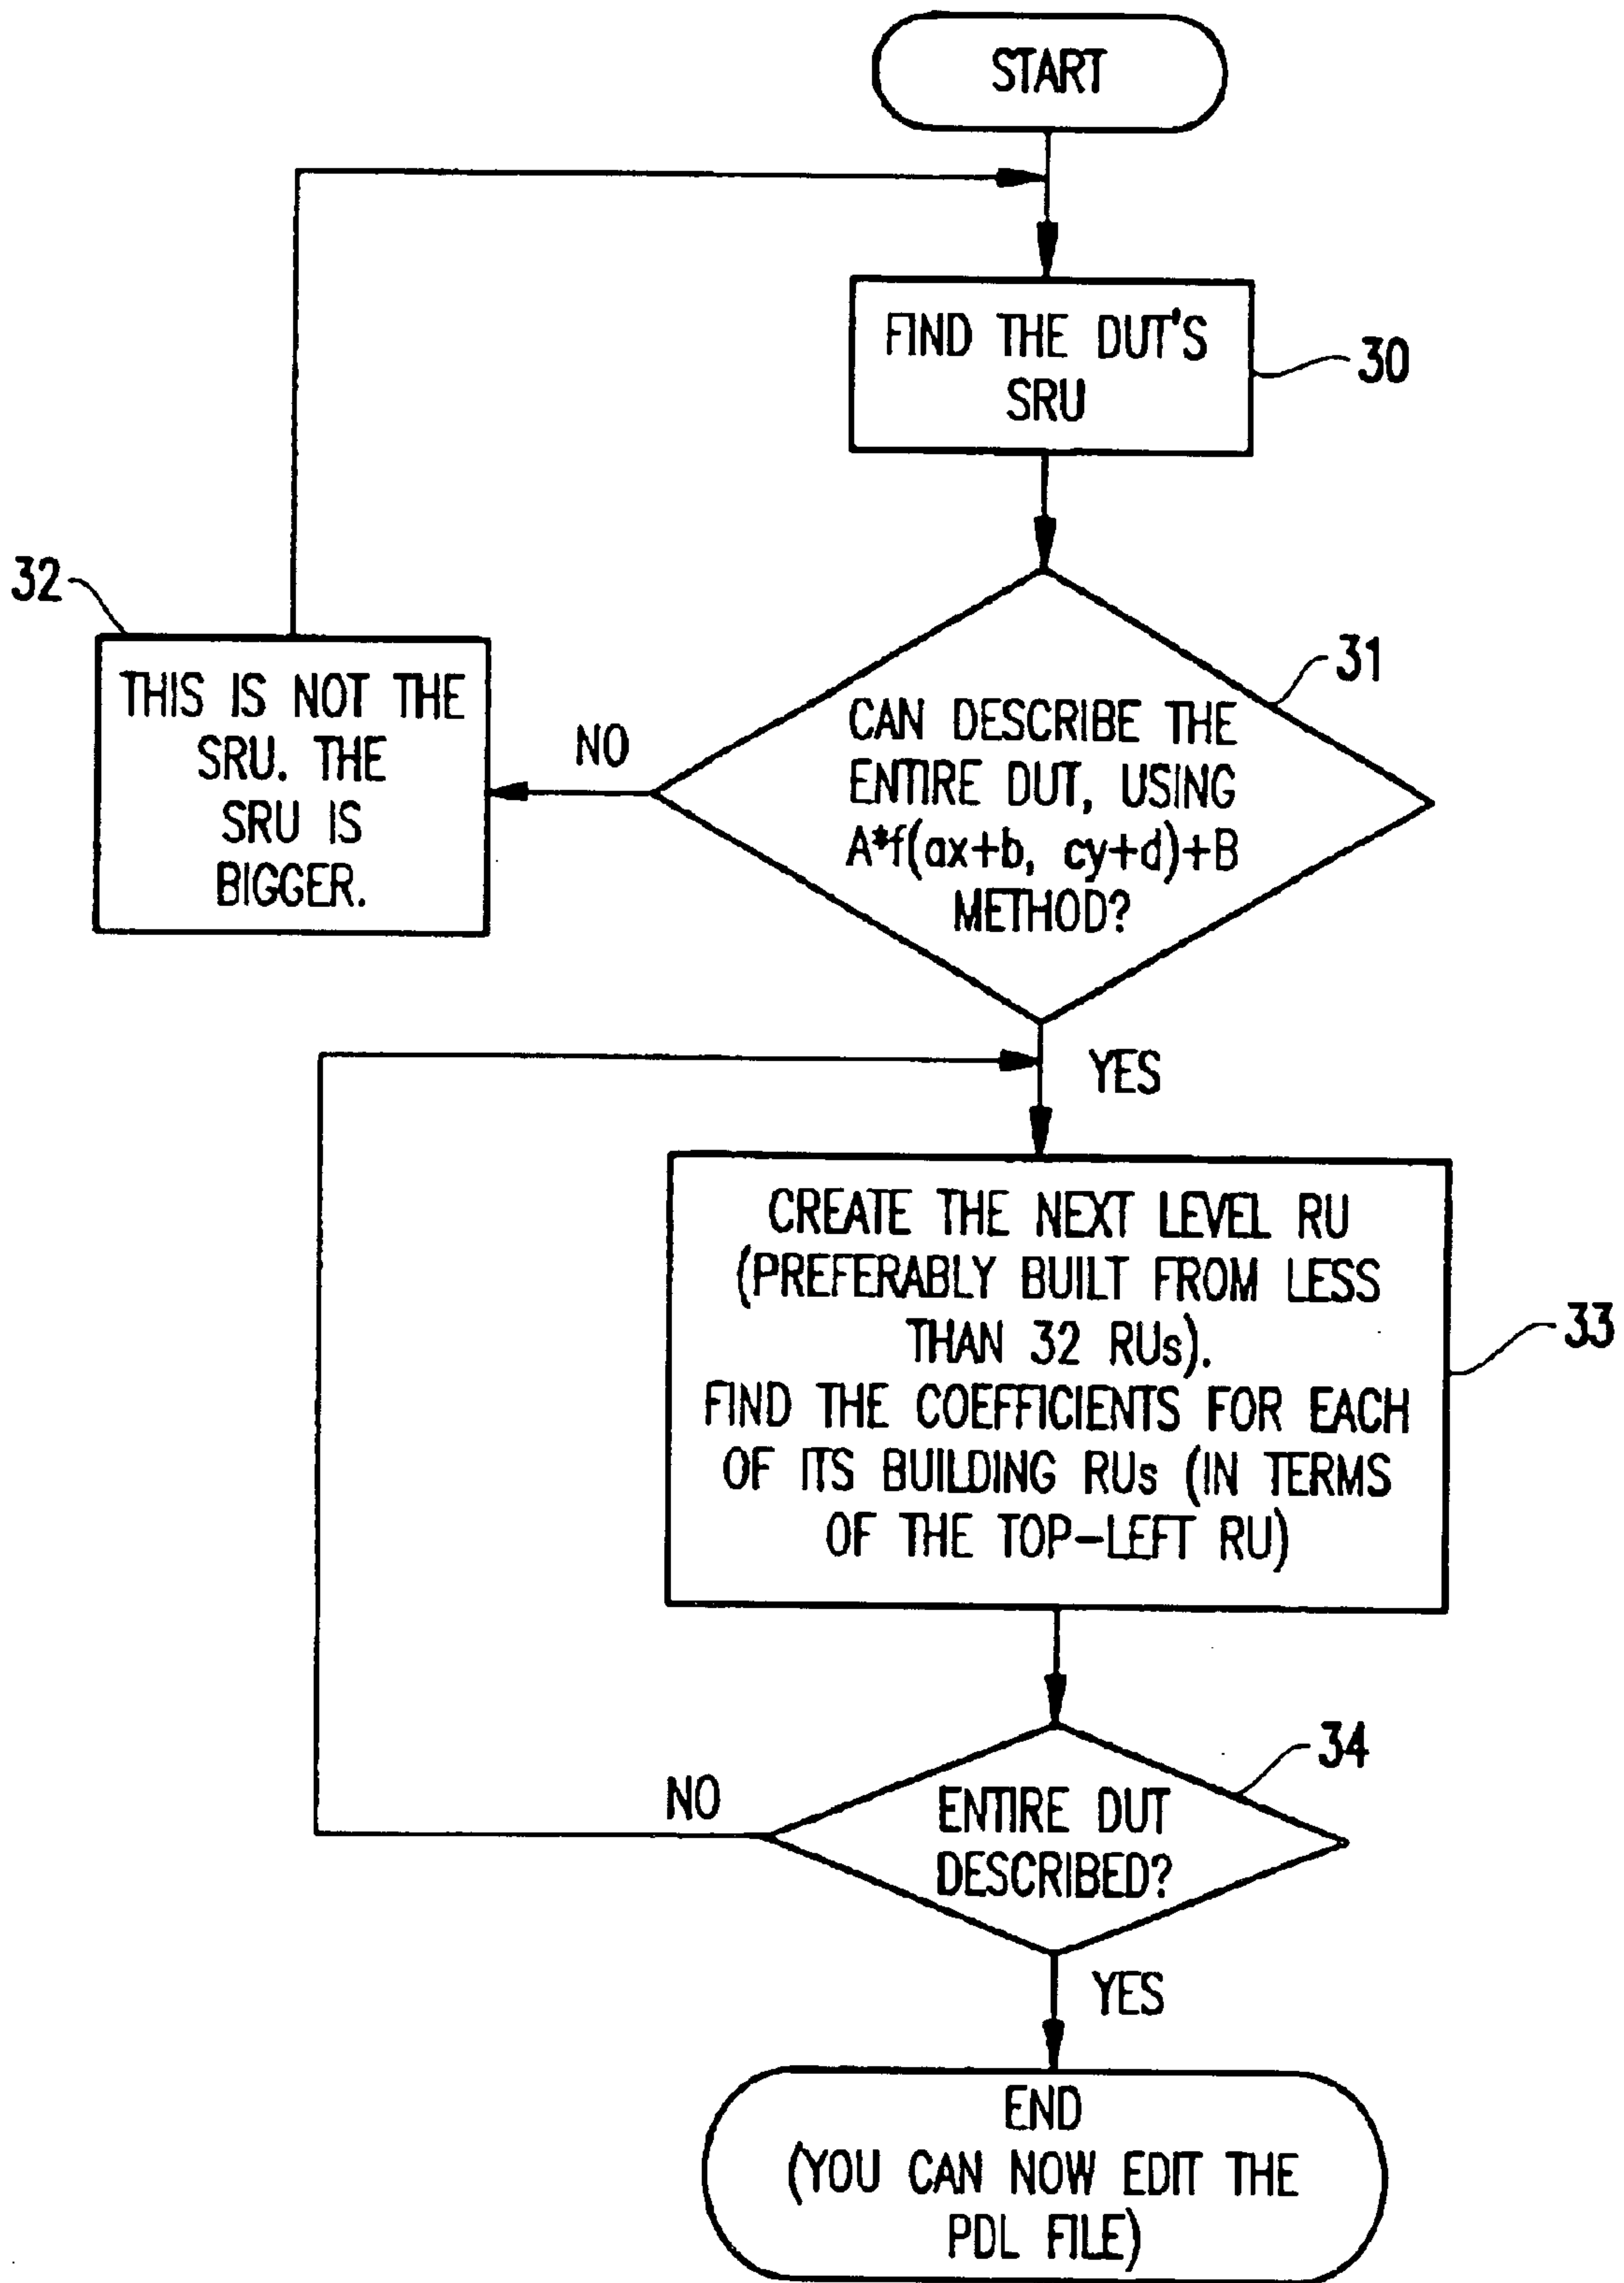 START
FIND THE DUT'S
SRU
30
32
THIS IS NOT THE
SRU. THE
SRU IS
BIGGER.
NO
31
CAN DESCRIBE THE
ENTIRE DUT, USING
A*f(ax+b, cy+d)+B
METHOD?
YES
CREATE THE NEXT LEVEL RU
(PREFERABLY BUILT FROM LESS
THAN 32 RUs).
FIND THE COEFFICIENTS FOR EACH
OF ITS BUILDING RUs (IN TERMS
OF THE TOP-LEFT RU)
33
34
NO
ENTIRE DUT
DESCRIBED?
YES
END
(YOU CAN NOW EDIT THE
PDL FILE)